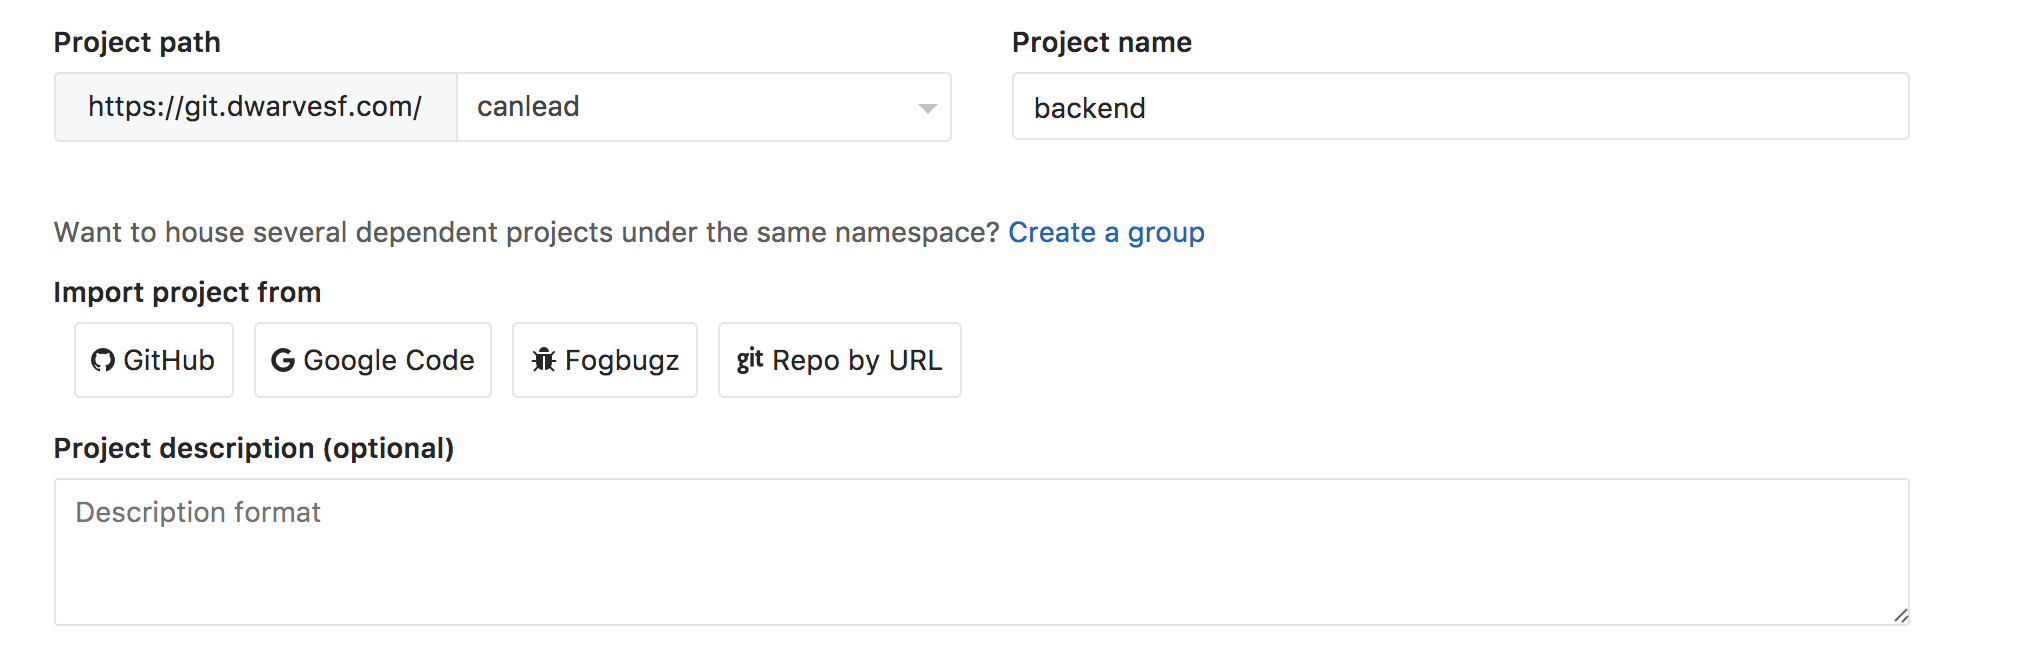 Project path
Project name
https://git.dwarvesf.com/ canlead
backend
Want to house several dependent projects under the same namespace? Create a group
Import project from
GitHub
Google Code
Fogbugz
git Repo by URL
Project description (optional)
Description format